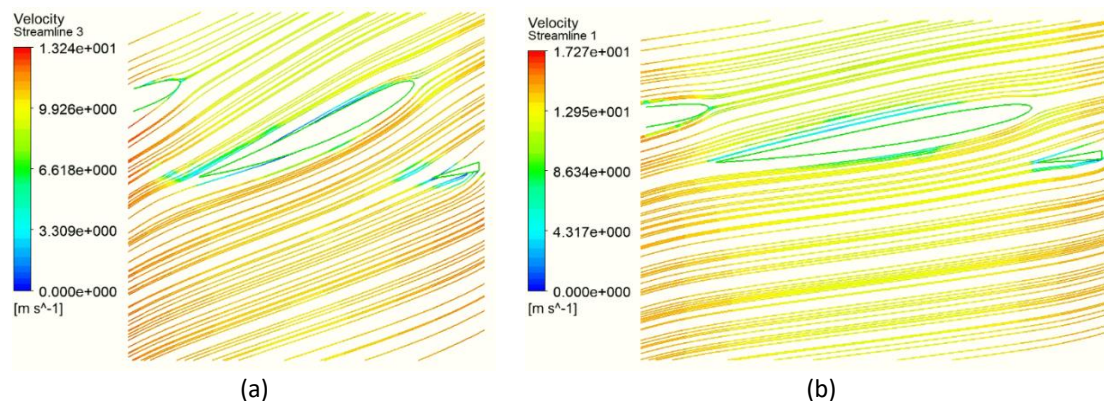 Velocity
Streamline 3
1.324e+001
9.926e+000
6.618e+000
3.309e+000
0.000e+000
[m s^-1]
(a)
Velocity
Streamline 1
1.727e+001
1.295e+001
8.634e+000
4.317e+000
0.000e+000
[m s^-1]
(b)